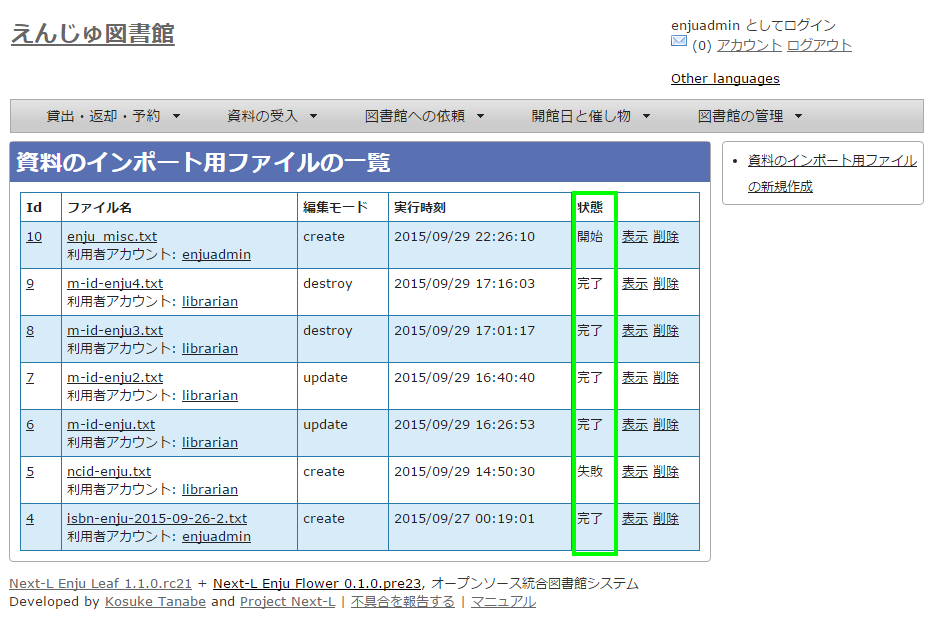 えんじゅ図書館
enjuadmin としてログイン
(0) アカウント ログアウト
Other languages
貸出・返却・予約 ▼ 資料の受入 ▼ 図書館への依頼 ▼ 開館日と催し物 ▼ 図書館の管理 ▼
資料のインポート用ファイルの一覧
Id ファイル名 編集モード 実行時刻 状態
10 enju_misc.txt create 2015/09/29 22:26:10 開始 表示 削除
利用者アカウント: enjuadmin
9 m-id-enju4.txt destroy 2015/09/29 17:16:03 完了 表示 削除
利用者アカウント: librarian
8 m-id-enju3.txt destroy 2015/09/29 17:01:17 完了 表示 削除
利用者アカウント: librarian
7 m-id-enju2.txt update 2015/09/29 16:40:40 完了 表示 削除
利用者アカウント: librarian
6 m-id-enju.txt update 2015/09/29 16:26:53 完了 表示 削除
利用者アカウント: librarian
5 ncid-enju.txt create 2015/09/29 14:50:30 失敗 表示 削除
利用者アカウント: librarian
4 isbn-enju-2015-09-26-2.txt create 2015/09/27 00:19:01 完了 表示 削除
利用者アカウント: enjuadmin
• 資料のインポート用ファイル
の新規作成
Next-L Enju Leaf 1.1.0.rc21 + Next-L Enju Flower 0.1.0.pre23, オープンソース統合図書館システム
Developed by Kosuke Tanabe and Project Next-L | 不具合を報告する | マニュアル